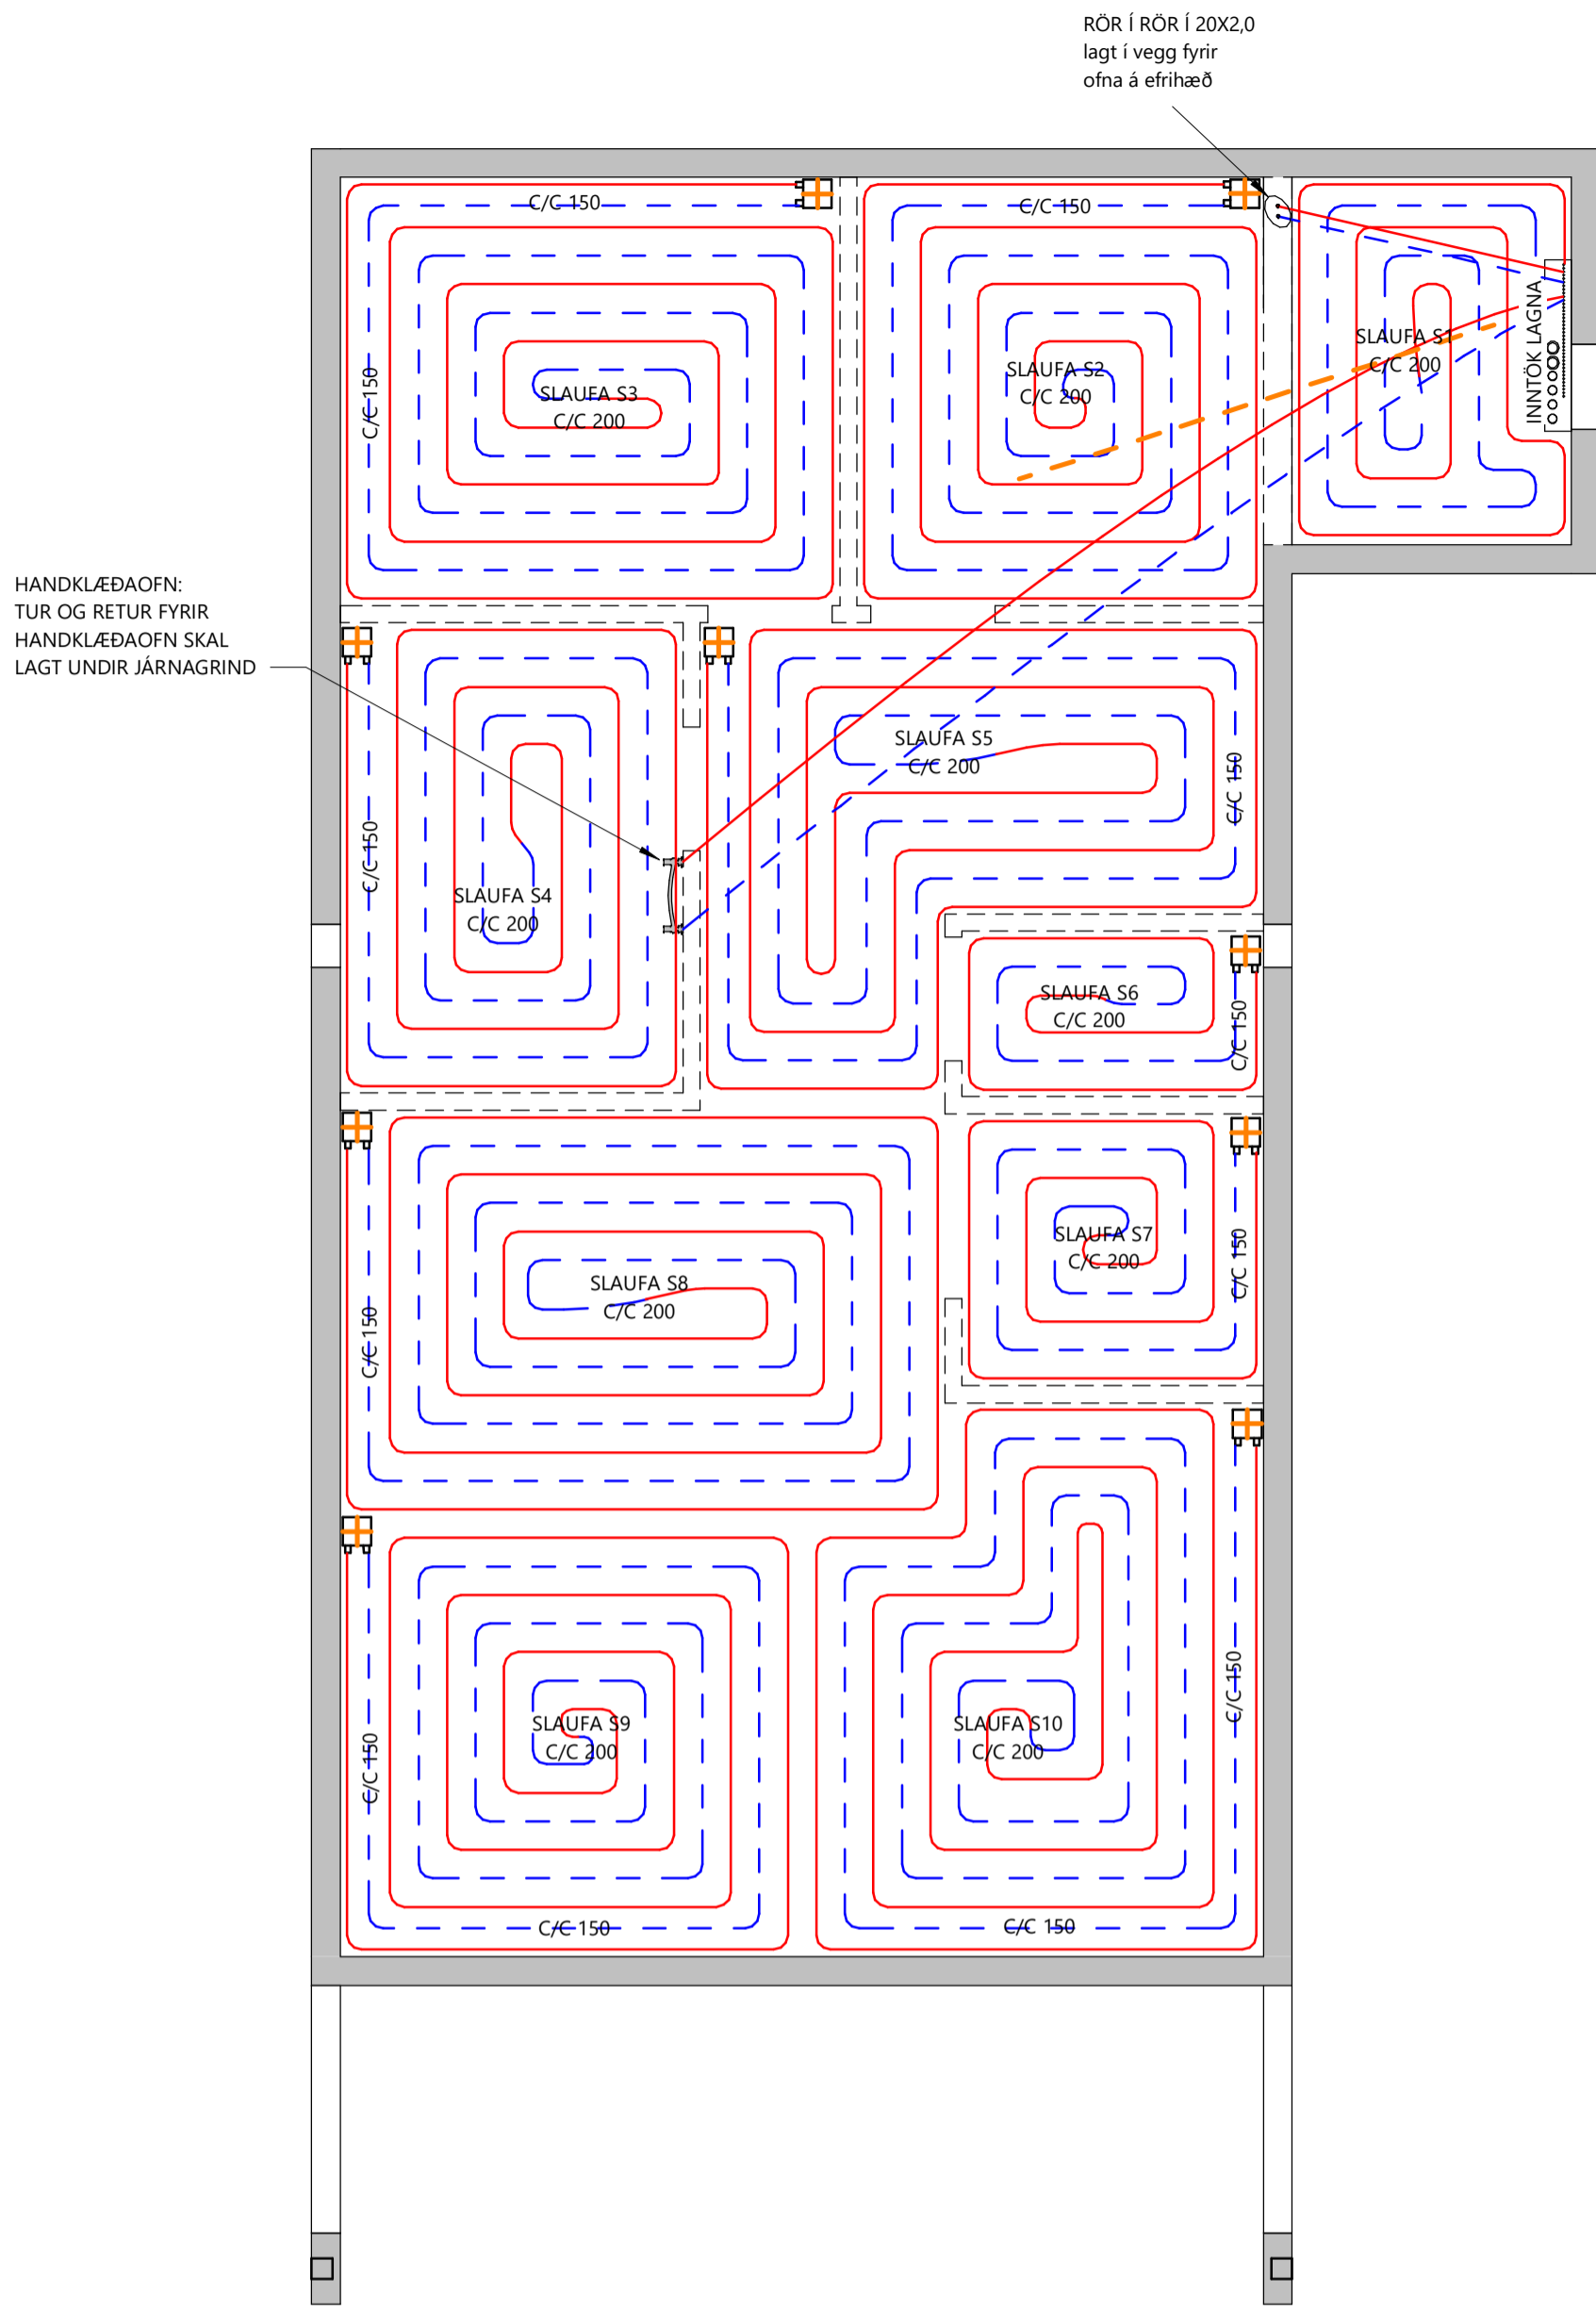 RÖR Í RÖR Í 20X2,0
lagt í vegg fyrir
ofna á efrihæð
C/C 150
C/C 150
C/C 150
SLAUFA S3
C/C 200
SLAUFA S2
C/C 200
SLAUFA S1
C/C 200
INNTÖK LAGNA
HANDKLÆÐAOFN:
TUR OG RETUR FYRIR
HANDKLÆÐAOFN SKAL
LAGT UNDIR JÁRNAGRIND
SLAUFA S5
C/C 200
C/C 150
C/C 150
SLAUFA S4
C/C 200
SLAUFA S6
C/C 200
C/C 150
SLAUFA S7
C/C 200
C/C 150
SLAUFA S8
C/C 200
C/C 150
SLAUFA S9
C/C 200
C/C 150
SLAUFA S10
C/C 200
C/C 150
C/C 150
C/C 150